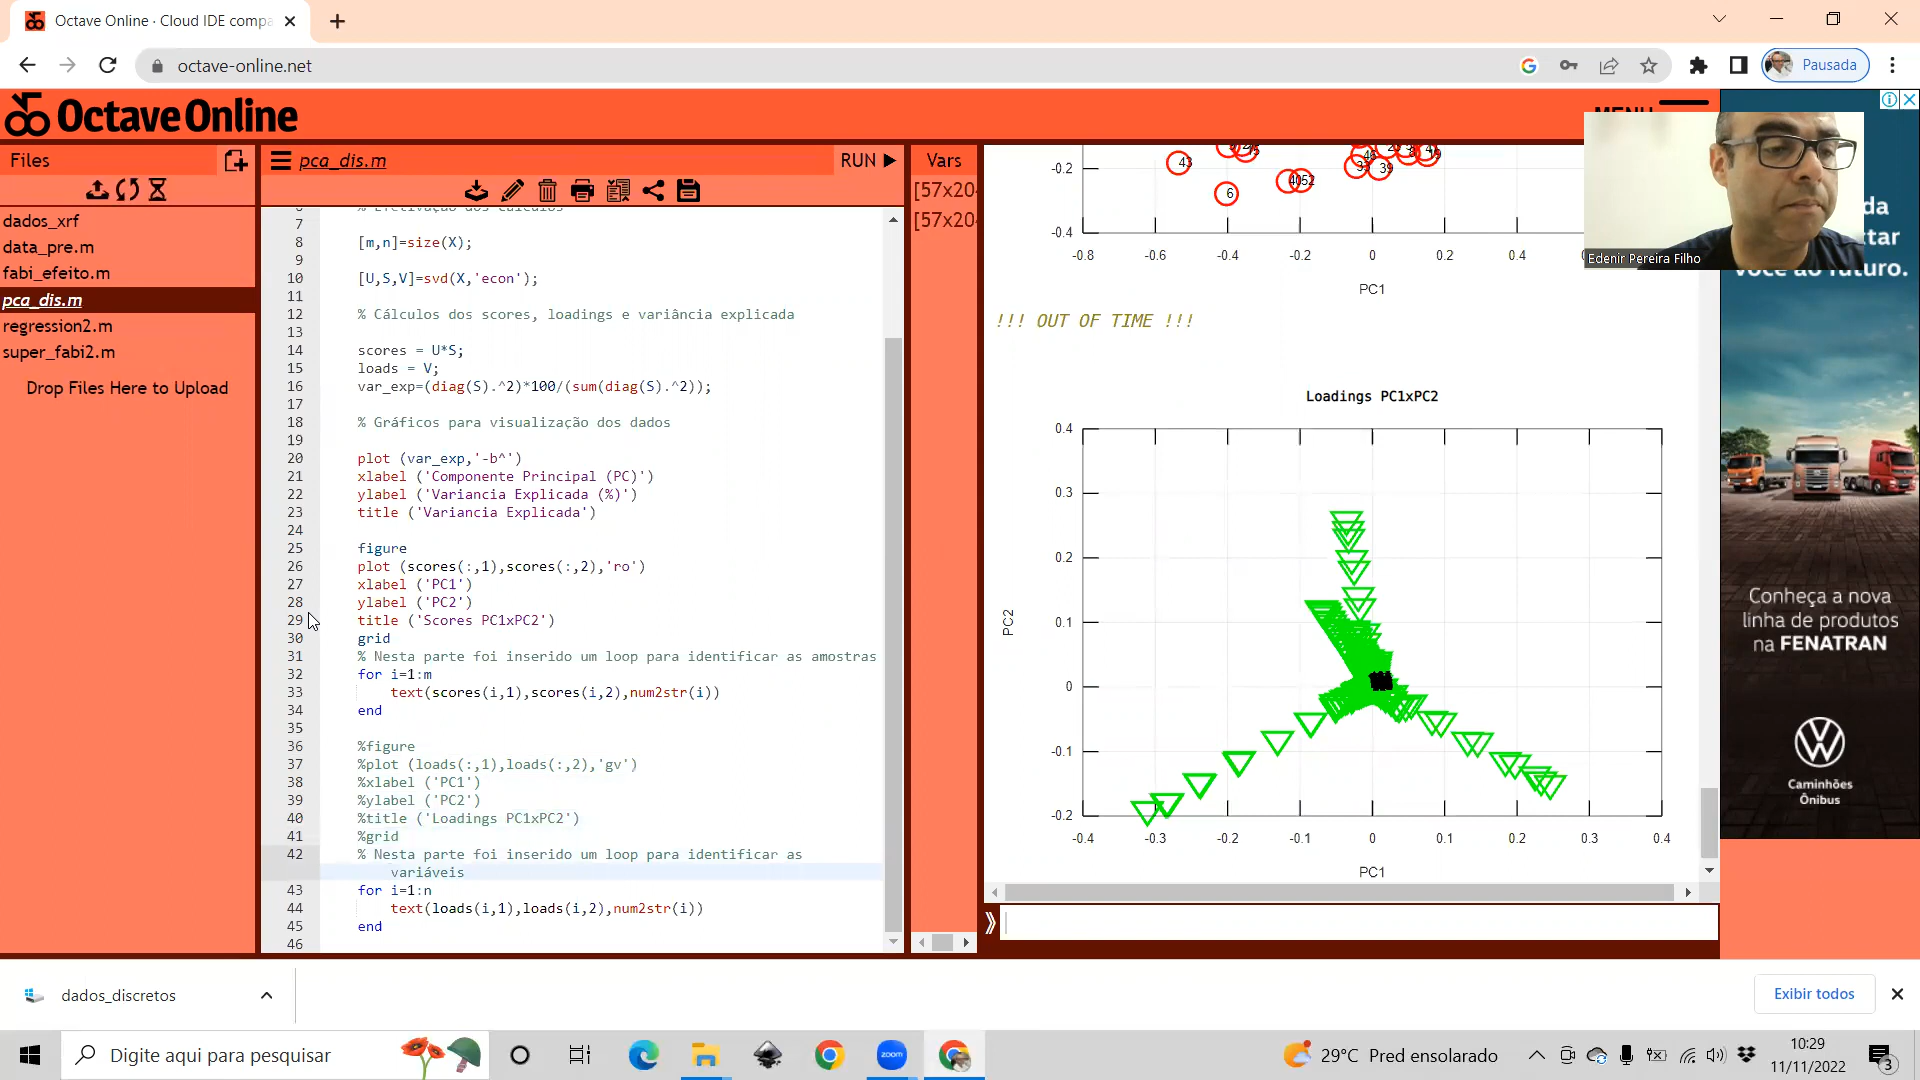 Octave Online · Cloud IDE compa
octave-online.net
Pausada
Octave Online
MENU
Files
pca_dis.m
RUN
Vars
dados_xrf
data_pre.m
fabi_efeito.m
pca_dis.m
regression2.m
super_fabi2.m
Drop Files Here to Upload
7
8 [m,n]=size(X);
9
10 [U,S,V]=svd(X,'econ');
11
12 % Cálculos dos scores, loadings e variância explicada
13
14 scores = U*S;
15 loads = V;
16 var_exp=(diag(S).^2)*100/(sum(diag(S).^2));
17
18 % Gráficos para visualização dos dados
19
20 plot (var_exp,'-b^')
21 xlabel ('Componente Principal (PC)')
22 ylabel ('Variancia Explicada (%)')
23 title ('Variancia Explicada')
24
25 figure
26 plot (scores(:,1),scores(:,2),'ro')
27 xlabel ('PC1')
28 ylabel ('PC2')
29 title ('Scores PC1xPC2')
30 grid
31 % Nesta parte foi inserido um loop para identificar as amostras
32 for i=1:m
33 text(scores(i,1),scores(i,2),num2str(i))
34 end
35
36 %figure
37 %plot (loads(:,1),loads(:,2),'gv')
38 %xlabel ('PC1')
39 %ylabel ('PC2')
40 %title ('Loadings PC1xPC2')
41 %grid
42 % Nesta parte foi inserido um loop para identificar as
variáveis
43 for i=1:n
44 text(loads(i,1),loads(i,2),num2str(i))
45 end
46
[57x20
[57x20
-0.2
43
6
4052
33
46
39
8
19
-0.4
-0.8 -0.6 -0.4 -0.2 0 0.2 0.4
PC1
!!! OUT OF TIME !!!
Loadings PC1xPC2
0.4
0.3
0.2
0.1
0
-0.1
-0.2
PC2
-0.4 -0.3 -0.2 -0.1 0 0.1 0.2 0.3 0.4
PC1
Edenir Pereira Filho
ao futuro.
Conheça a nova
linha de produtos
na FENATRAN
Caminhões
Ônibus
dados_discretos
Exibir todos
Digite aqui para pesquisar
zoom
29°C Pred ensolarado
10:29
11/11/2022
3